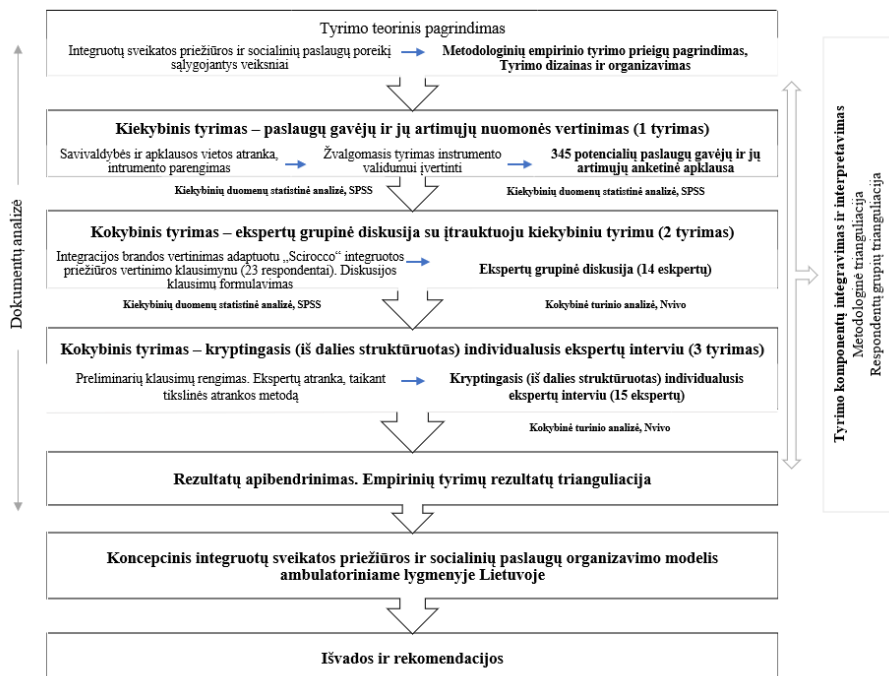 Tyrimo teorinis pagrindimas
Integruotų sveikatos priežiūros ir socialinių paslaugų poreikį
sąlygojantys veiksniai
Metodologinių empirinio tyrimo prieigų pagrindimas,
Tyrimo dizainas ir organizavimas
Kiekybinis tyrimas – paslaugų gavėjų ir jų artimųjų nuomonės vertinimas (1 tyrimas)
Savivaldybės ir apklausos vietos atranka,
intrumento parengimas
Žvalgomasis tyrimas instrumento
validumui įvertinti
345 potencialių paslaugų gavėjų ir jų
artimųjų anketinė apklausa
Kiekybinių duomenų statistinė analizė, SPSS
Kiekybinių duomenų statistinė analizė, SPSS
Kokybinis tyrimas – ekspertų grupinė diskusija su įtrauktuoju kiekybiniu tyrimu (2 tyrimas)
Integracijos brandos vertinimas adaptuotu „Scirocco“ integruotos
priežiūros vertinimo klausimynu (23 respondentai). Diskusijos
klausimų formulavimas
Ekspertų grupinė diskusija (14 eskpertų)
Kiekybinių duomenų statistinė analizė, SPSS
Kokybinė turinio analizė, Nvivo
Kokybinis tyrimas – kryptingasis (iš dalies struktūruotas) individualusis ekspertų interviu (3 tyrimas)
Preliminarių klausimų rengimas. Ekspertų atranka, taikant
tikslinės atrankos metodą
Kryptingasis (iš dalies struktūruotas) individualusis
ekspertų interviu (15 ekspertų)
Kokybinė turinio analizė, Nvivo
Rezultatų apibendrinimas. Empirinių tyrimų rezultatų trianguliacija
Koncepcinis integruotų sveikatos priežiūros ir socialinių paslaugų organizavimo modelis
ambulatoriniame lygmenyje Lietuvoje
Išvados ir rekomendacijos
Dokumentų analizė
Tyrimo komponentų integravimas ir interpretavimas
Metodologinė trianguliacija
Respondentų grupių trianguliacija